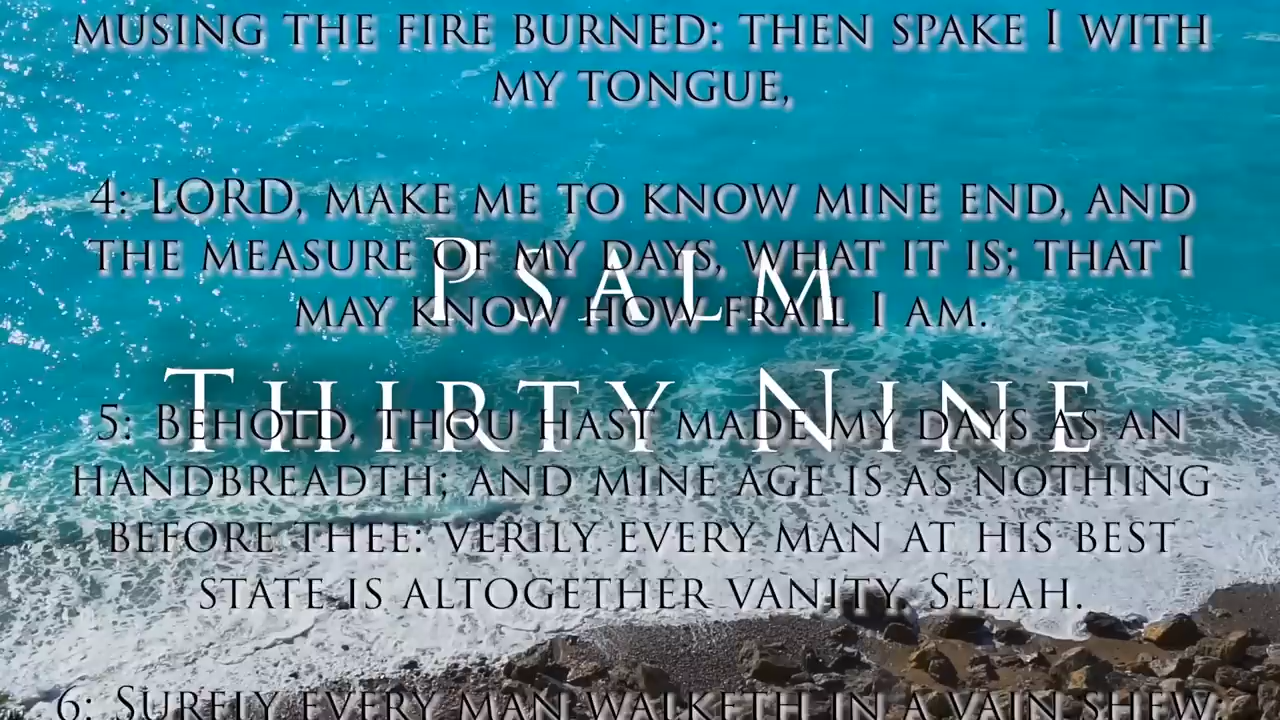 MUSING THE FIRE BURNED: THEN SPAKE I WITH
MY TONGUE,
4: LORD, MAKE ME TO KNOW MINE END, AND
THE MEASURE OF MY DAYS, WHAT IT IS; THAT I
MAY KNOW HOW FRAIL I AM.
PSALM
THIRTY NINE
5: BEHOLD, THOU HAST MADE MY DAYS AS AN
HANDBREADTH; AND MINE AGE IS AS NOTHING
BEFORE THEE: VERILY EVERY MAN AT HIS BEST
STATE IS ALTOGETHER VANITY. SELAH.
6: SURELY EVERY MAN WALKETH IN A VAIN SHEW: